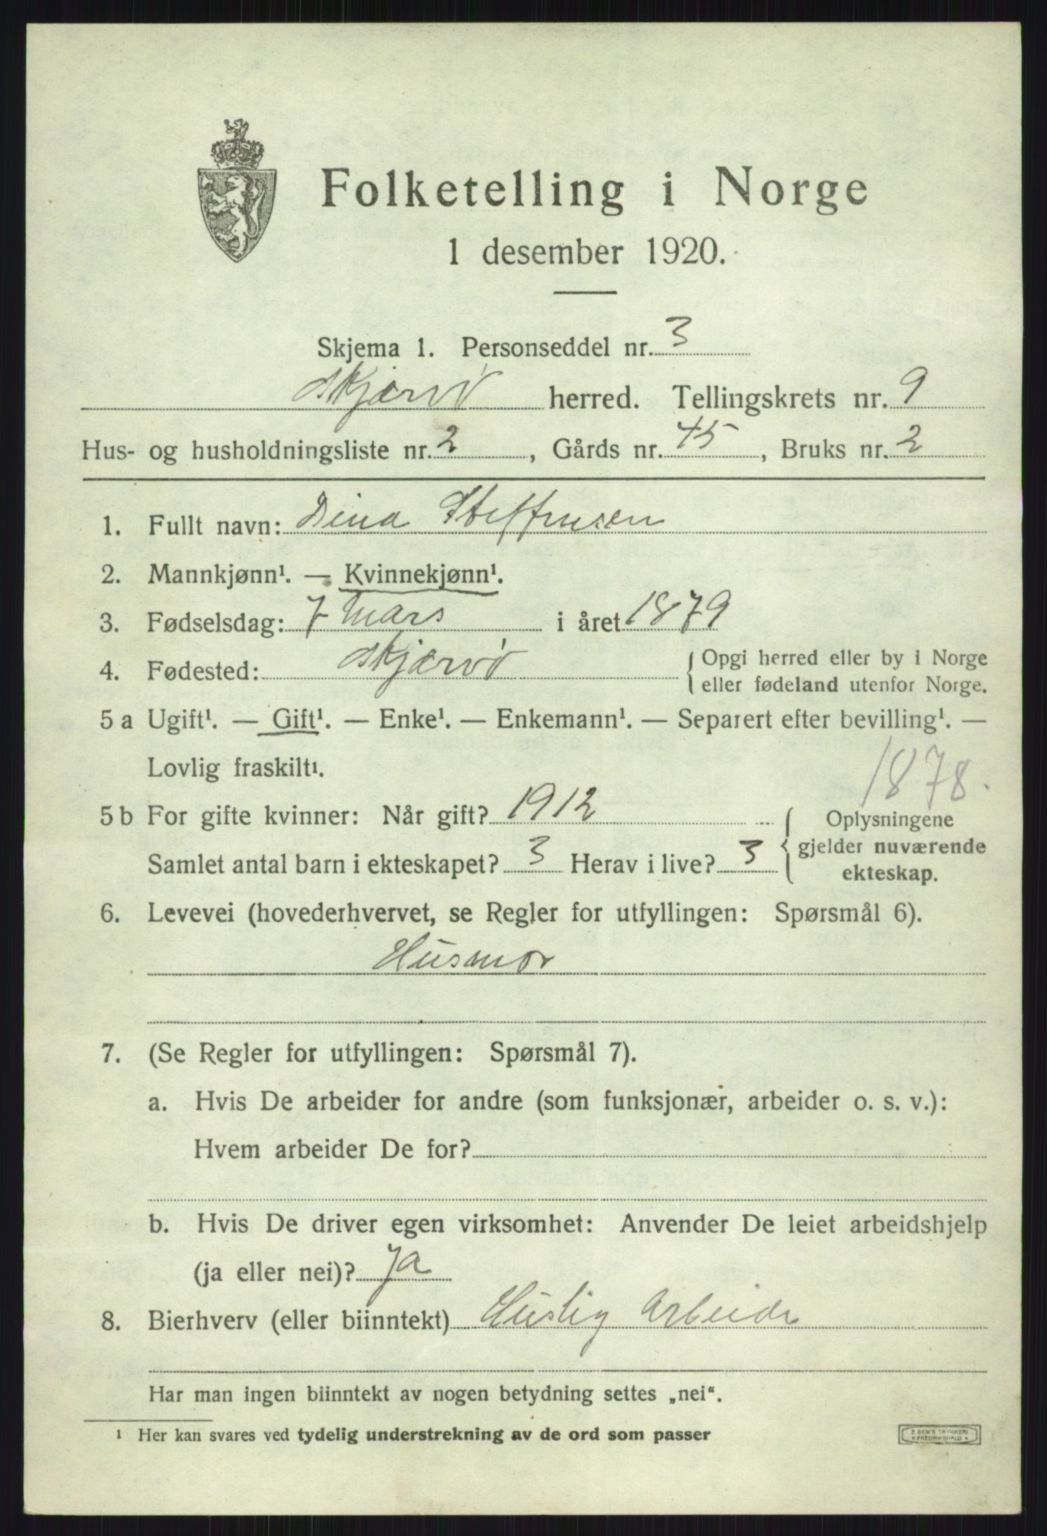 Folketelling i Norge
1 desember 1920.
Skjema 1. Personseddel nr. 3
Skjervø herred. Tellingskrets nr. 9
Hus- og husholdningsliste nr. 2, Gårds nr. 45, Bruks nr. 2
1. Fullt navn: Dina Steffensen
2. Mannkjønn¹. — Kvinnekjønn¹.
3. Fødselsdag: 7 Mars i året 1879
4. Fødested: Skjervø { Opgi herred eller by i Norge
eller fødeland utenfor Norge.
5 a Ugift¹. — Gift¹. — Enke¹. — Enkemann¹. — Separert efter bevilling¹. —
Lovlig fraskilt¹.
1878.
5 b For gifte kvinner: Når gift? 1912
Samlet antal barn i ekteskapet? 3 Herav i live? 3
{ Oplysningene
gjelder nuværende
ekteskap.
6. Levevei (hovederhvervet, se Regler for utfyllingen: Spørsmål 6).
Husmor
7. (Se Regler for utfyllingen: Spørsmål 7).
a. Hvis De arbeider for andre (som funksjonær, arbeider o. s. v.):
Hvem arbeider De for?
b. Hvis De driver egen virksomhet: Anvender De leiet arbeidshjelp
(ja eller nei)? ja
8. Bierhverv (eller biinntekt) Huslig Arbeide
Har man ingen biinntekt av nogen betydning settes „nei“.
¹ Her kan svares ved tydelig understrekning av de ord som passer